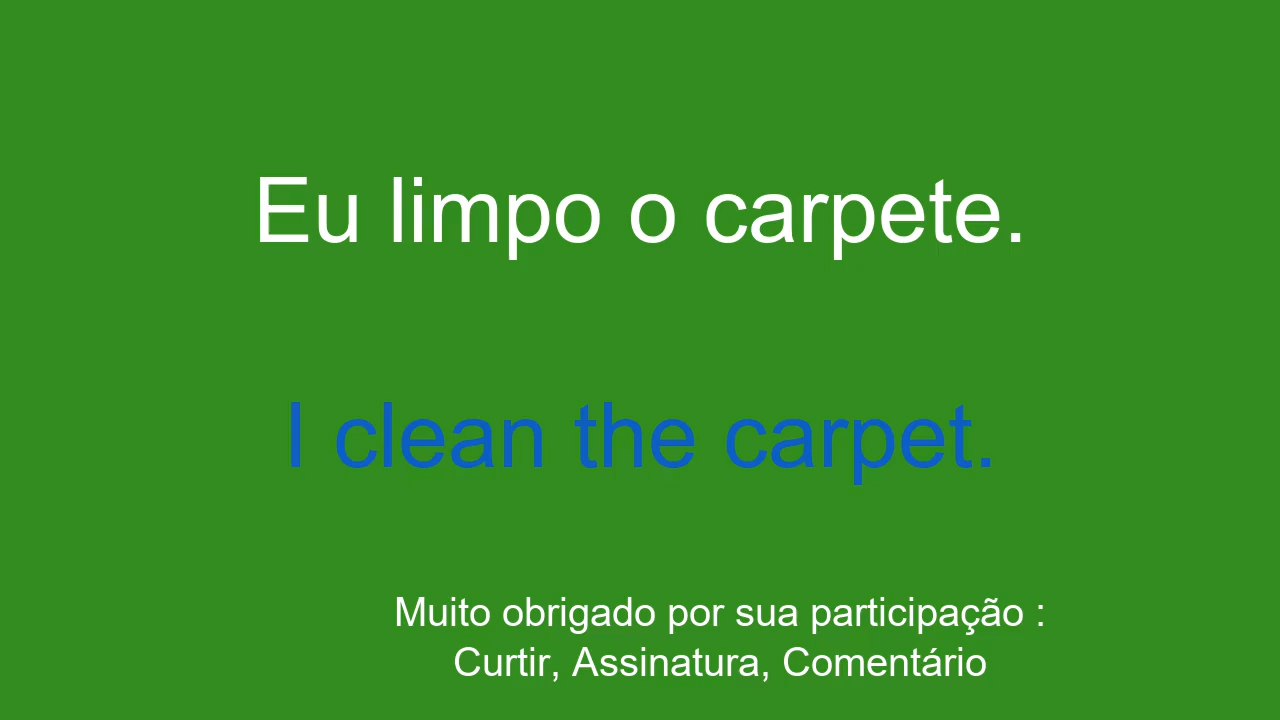 Eu limpo o carpete.
I clean the carpet.
Muito obrigado por sua participação :
Curtir, Assinatura, Comentário